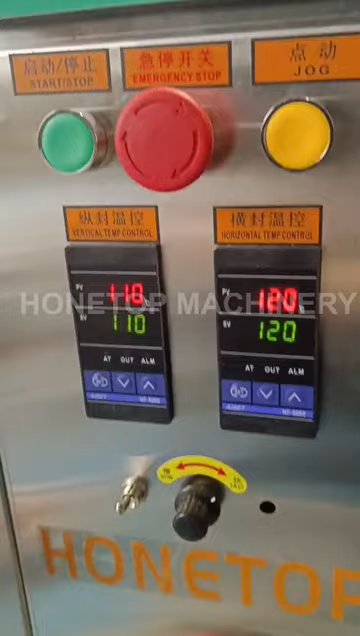 启动/停止
START/STOP
急停开关
EMERGENCY STOP
点动
JOG
纵封温控
VERTICAL TEMP CONTROL
横封温控
HORIZONTAL TEMP CONTROL
PV 110
SV 110
AT OUT ALM
PV 120
SV 120
AT OUT ALM
HONETOP MACHINERY
HONETOP